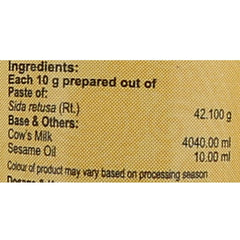 Ingredients:
Each 10 g prepared out of
Paste of:
Sida retusa (Rt.) 42.100 g
Base & Others:
Cow's Milk 4040.00 ml
Sesame Oil 10.00 ml
Colour of product may vary based on processing season